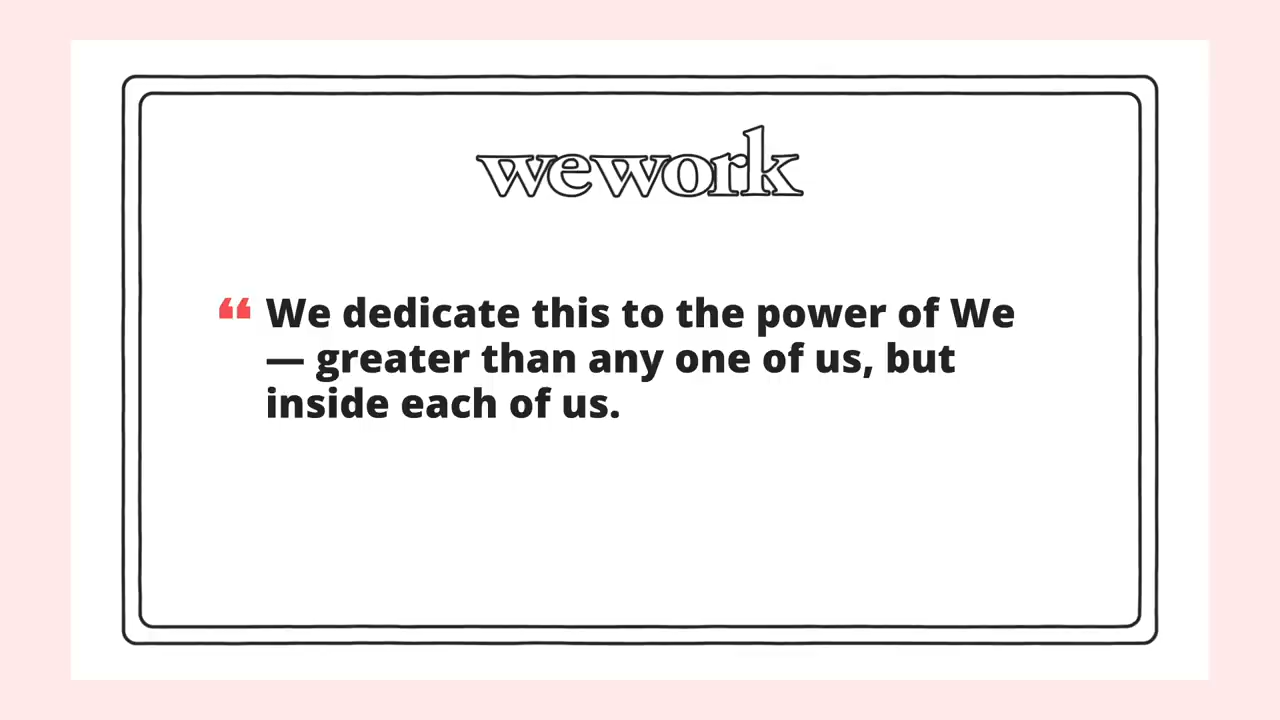 wework
❝ We dedicate this to the power of We
— greater than any one of us, but
inside each of us.